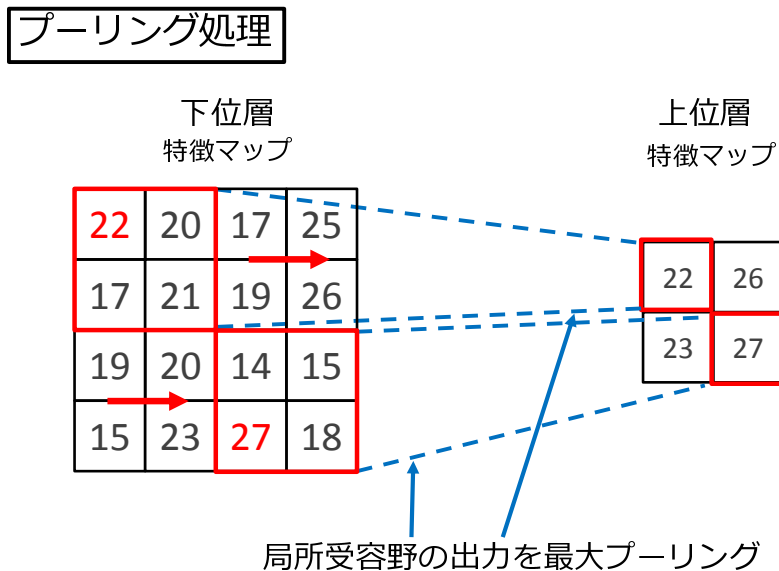 プーリング処理
下位層
特徴マップ
上位層
特徴マップ
22 20 17 25
17 21 19 26
19 20 14 15
15 23 27 18
22 26
23 27
局所受容野の出力を最大プーリング